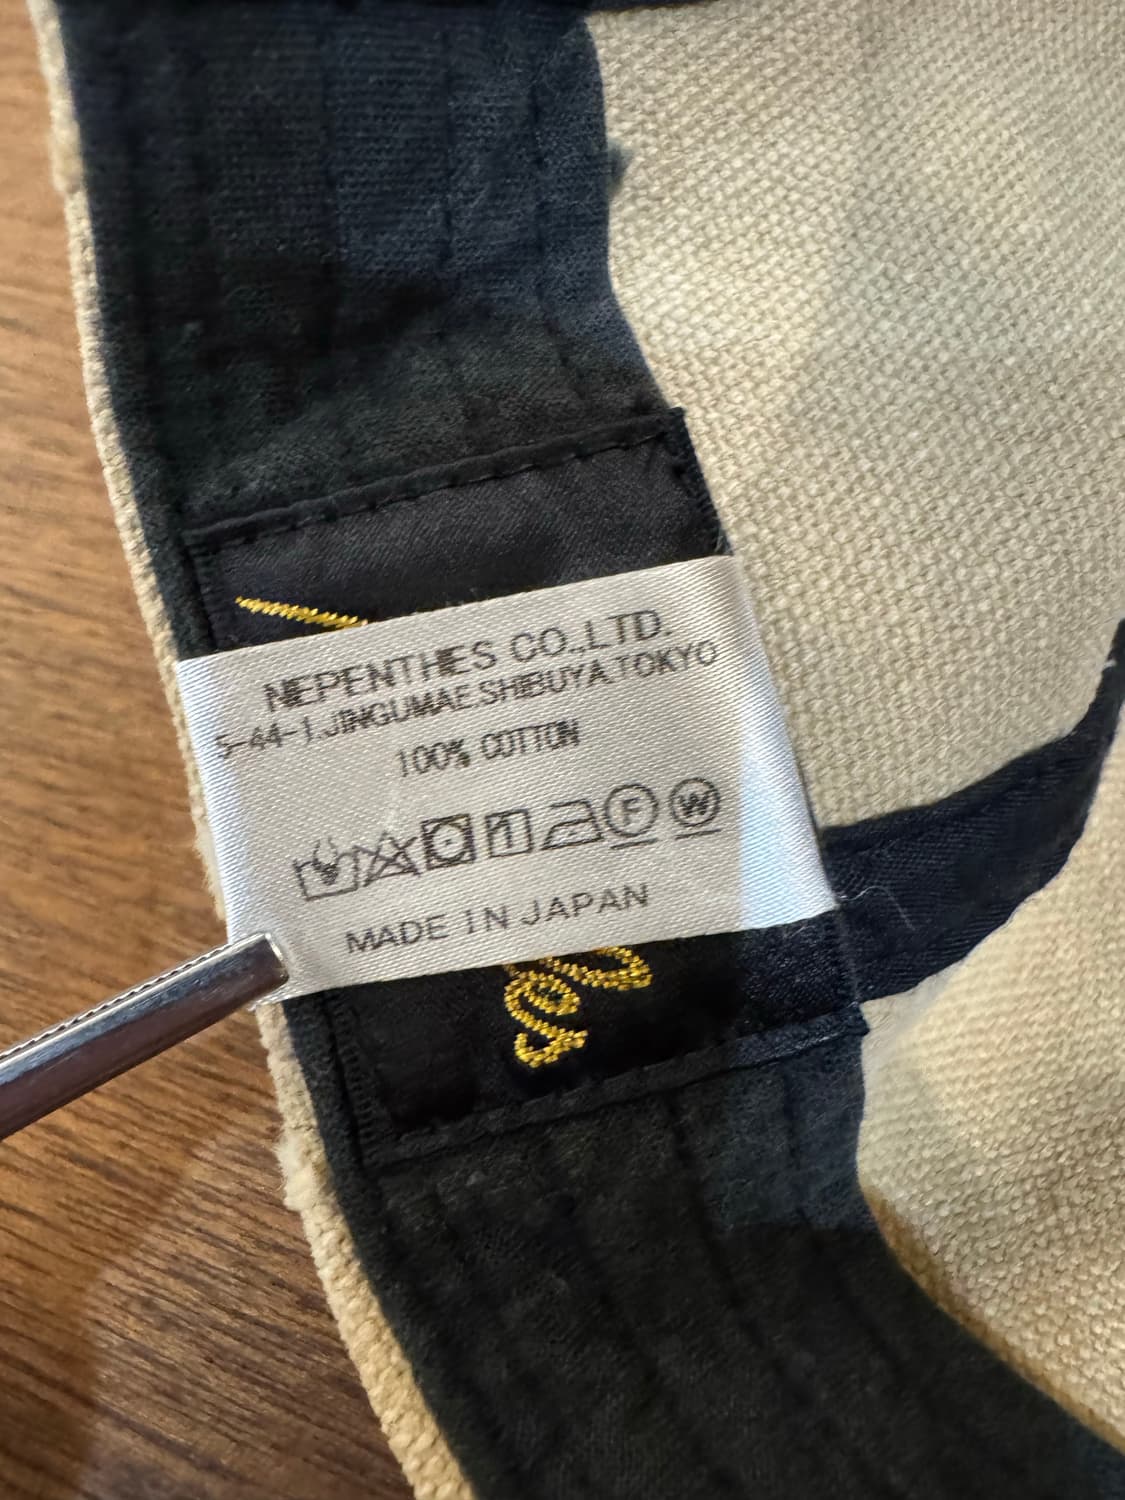 NEPENTHES CO.,LTD.
5-44-1.JINGUMAE.SHIBUYA.TOKYO
100% COTTON
F W
MADE IN JAPAN